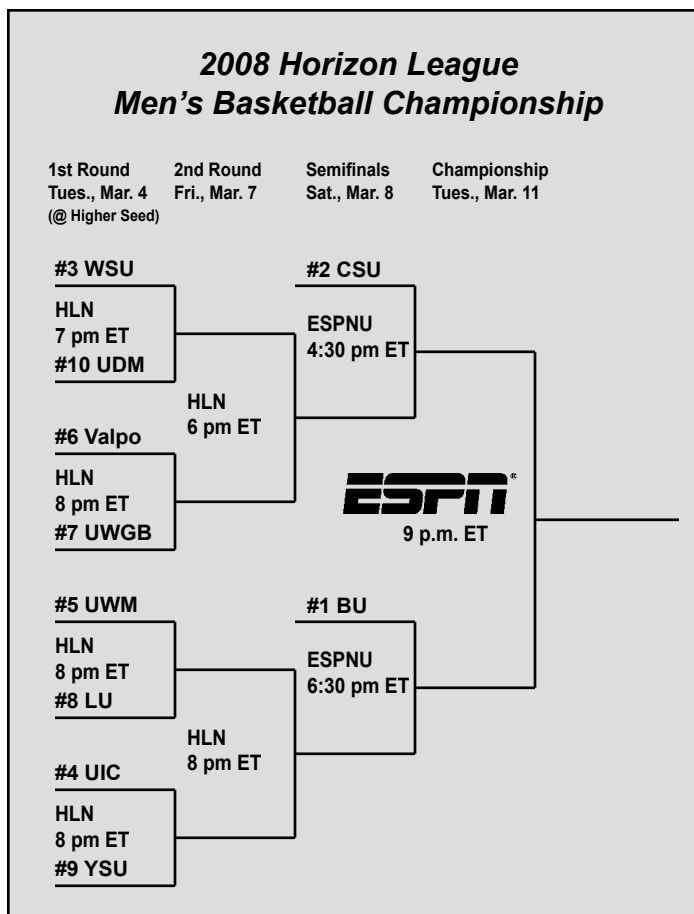 2008 Horizon League
Men's Basketball Championship
1st Round
Tues., Mar. 4
(@ Higher Seed)
2nd Round
Fri., Mar. 7
Semifinals
Sat., Mar. 8
Championship
Tues., Mar. 11
#3 WSU
HLN
7 pm ET
#10 UDM
HLN
6 pm ET
#6 Valpo
HLN
8 pm ET
#7 UWGB
#2 CSU
ESPNU
4:30 pm ET
ESPN®
9 p.m. ET
#5 UWM
HLN
8 pm ET
#8 LU
HLN
8 pm ET
#4 UIC
HLN
8 pm ET
#9 YSU
#1 BU
ESPNU
6:30 pm ET